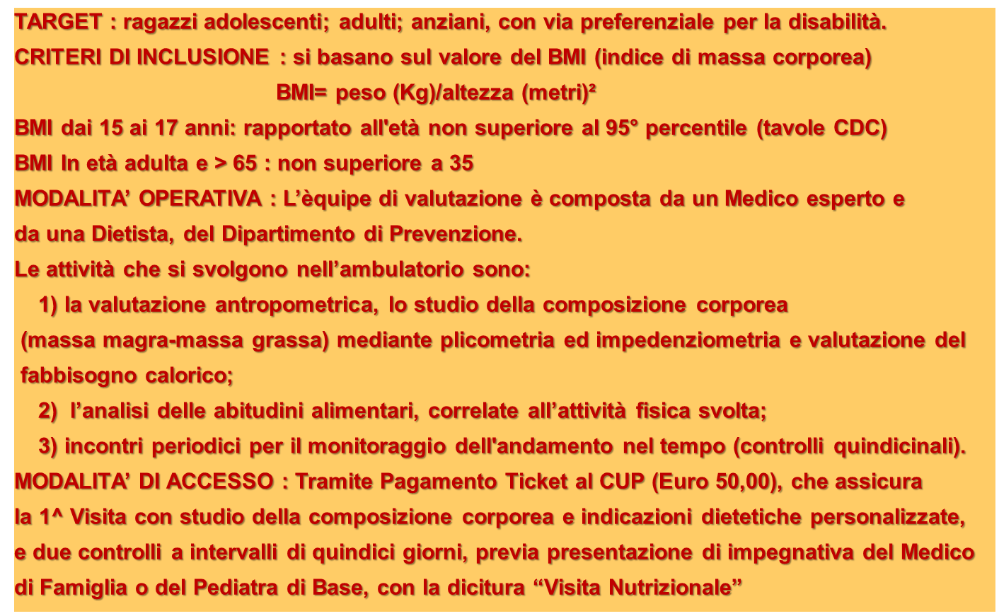 TARGET : ragazzi adolescenti; adulti; anziani, con via preferenziale per la disabilità.
CRITERI DI INCLUSIONE : si basano sul valore del BMI (indice di massa corporea)
BMI= peso (Kg)/altezza (metri)²
BMI dai 15 ai 17 anni: rapportato all'età non superiore al 95° percentile (tavole CDC)
BMI In età adulta e > 65 : non superiore a 35
MODALITA’ OPERATIVA : L’èquipe di valutazione è composta da un Medico esperto e
da una Dietista, del Dipartimento di Prevenzione.
Le attività che si svolgono nell’ambulatorio sono:
1) la valutazione antropometrica, lo studio della composizione corporea
(massa magra-massa grassa) mediante plicometria ed impedenziometria e valutazione del
fabbisogno calorico;
2) l’analisi delle abitudini alimentari, correlate all’attività fisica svolta;
3) incontri periodici per il monitoraggio dell'andamento nel tempo (controlli quindicinali).
MODALITA’ DI ACCESSO : Tramite Pagamento Ticket al CUP (Euro 50,00), che assicura
la 1^ Visita con studio della composizione corporea e indicazioni dietetiche personalizzate,
e due controlli a intervalli di quindici giorni, previa presentazione di impegnativa del Medico
di Famiglia o del Pediatra di Base, con la dicitura “Visita Nutrizionale”